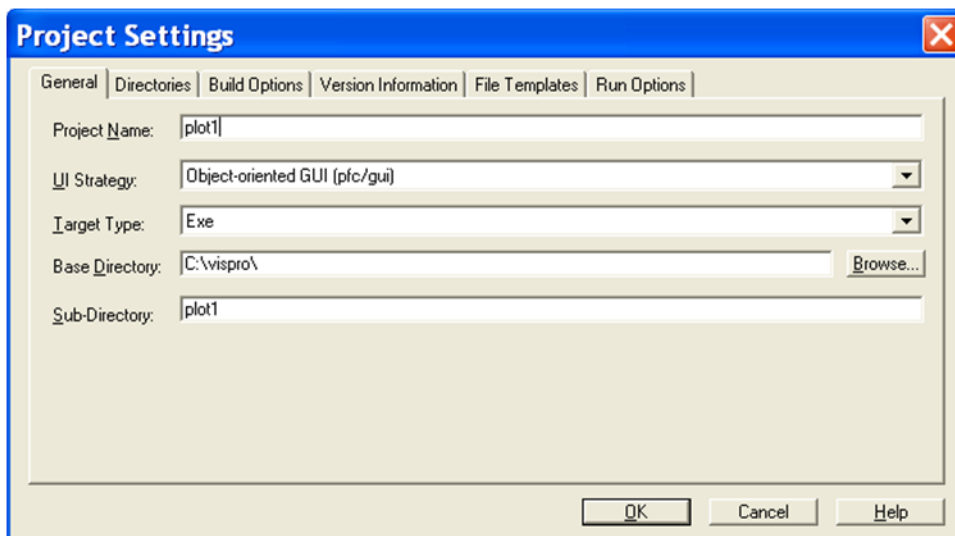 Project Settings
General Directories Build Options Version Information File Templates Run Options
Project Name: plot1
UI Strategy: Object-oriented GUI (pfc/gui)
Target Type: Exe
Base Directory: C:\vispro\ Browse...
Sub-Directory: plot1
OK Cancel Help